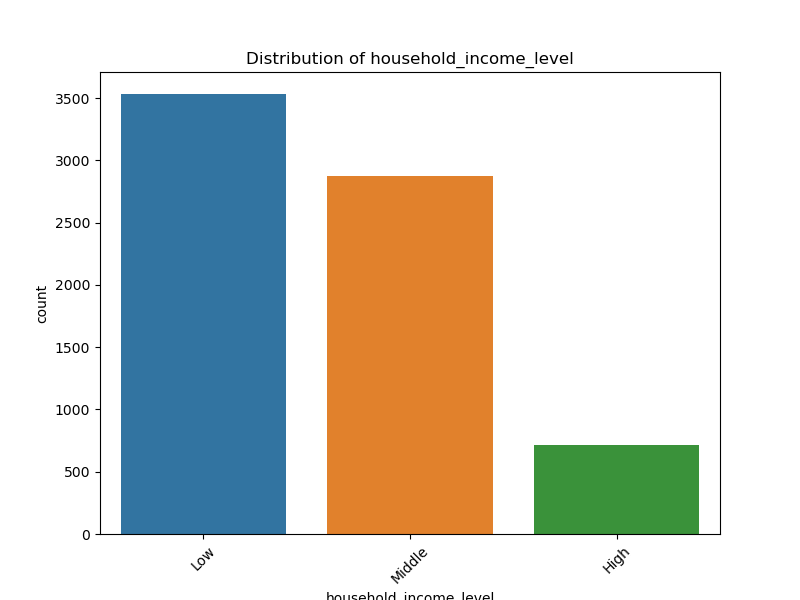 Distribution of household_income_level
3500
3000
2500
2000
1500
1000
500
0
count
Low
Middle
High
household_income_level